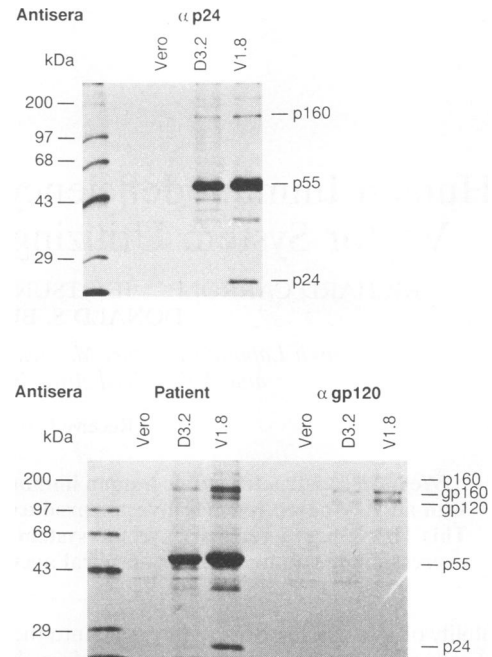 Antisera α p24
kDa Vero D3.2 V1.8
200
97
68
43
29
p160
p55
p24
Antisera Patient α gp120
kDa Vero D3.2 V1.8 Vero D3.2 V1.8
200
97
68
43
29
p160
gp160
gp120
p55
p24